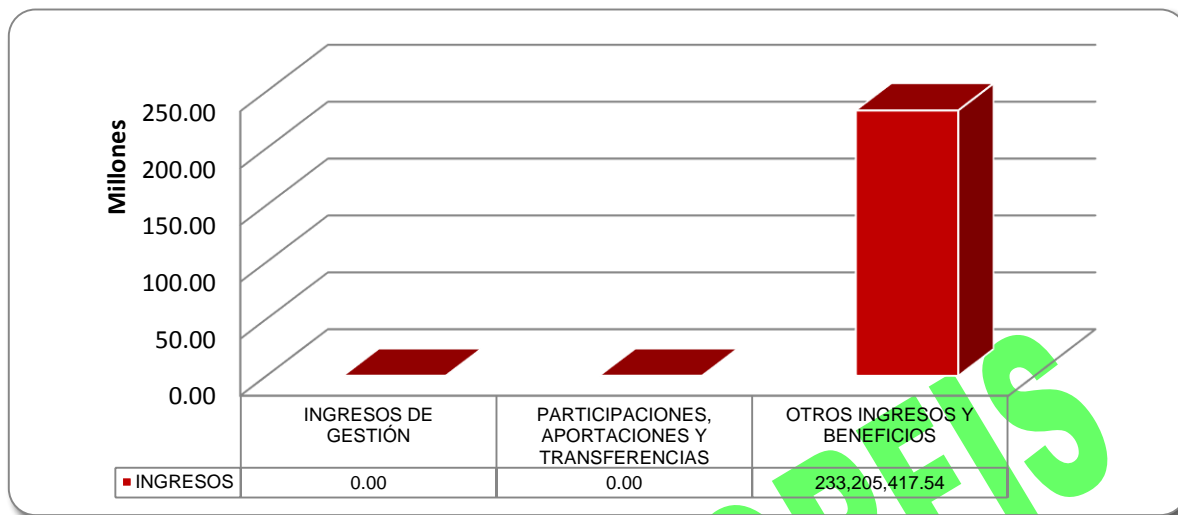 Millones
250.00
200.00
150.00
100.00
50.00
0.00
INGRESOS DE
GESTIÓN
PARTICIPACIONES,
APORTACIONES Y
TRANSFERENCIAS
OTROS INGRESOS Y
BENEFICIOS
INGRESOS 0.00 0.00 233,205,417.54